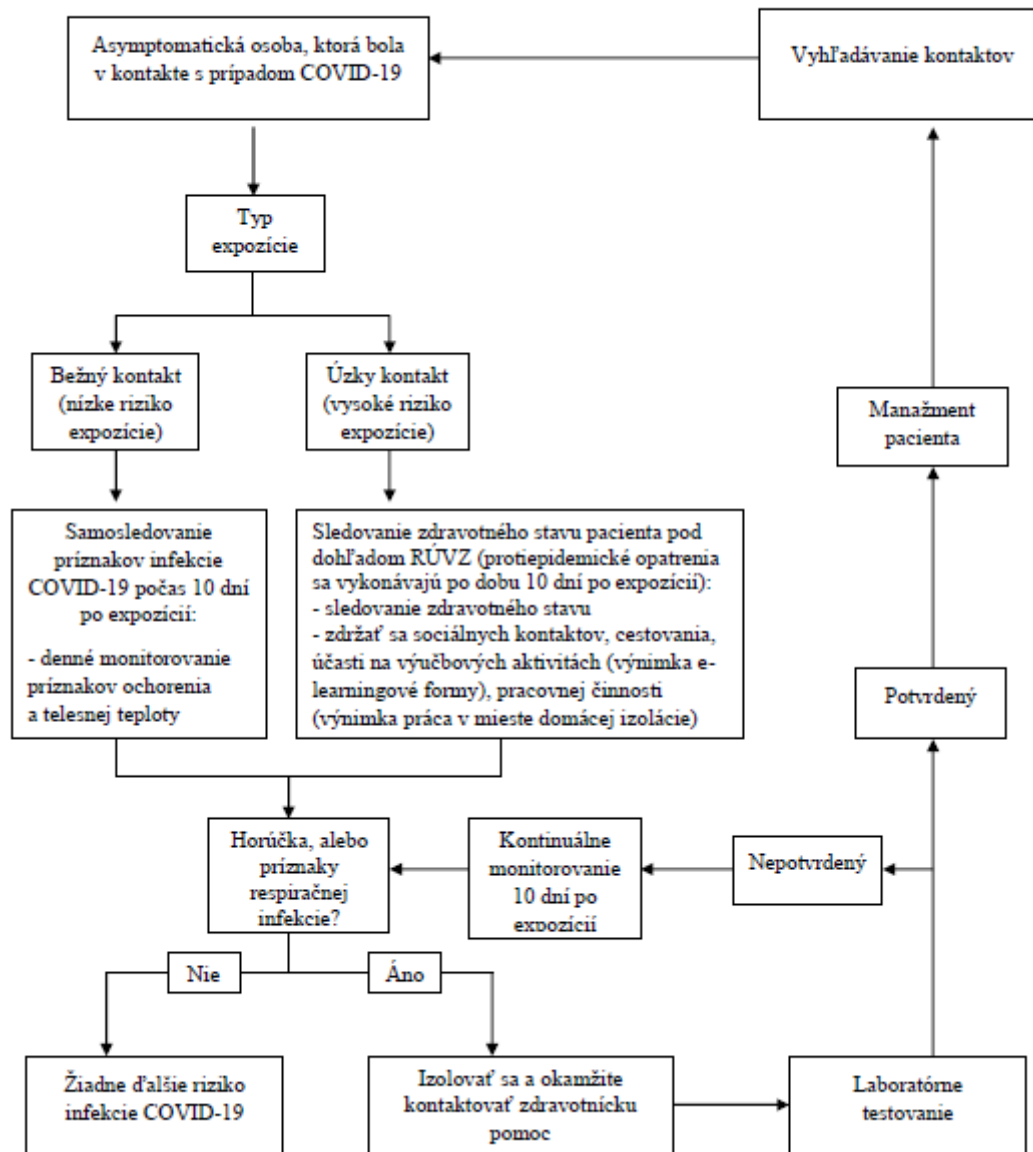 Asymptomatická osoba, ktorá bola
v kontakte s prípadom COVID-19
Vyhľadávanie kontaktov
Typ
expozície
Bežný kontakt
(nízke riziko
expozície)
Úzky kontakt
(vysoké riziko
expozície)
Manažment
pacienta
Samosledovanie
príznakov infekcie
COVID-19 počas 10 dní
po expozícií:
- denné monitorovanie
príznakov ochorenia
a telesnej teploty
Sledovanie zdravotného stavu pacienta pod
dohľadom RÚVZ (protiepidemické opatrenia
sa vykonávajú po dobu 10 dní po expozícií):
- sledovanie zdravotného stavu
- zdržať sa sociálnych kontaktov, cestovania,
účasti na výučbových aktivitách (výnimka e-
learningové formy), pracovnej činnosti
(výnimka práca v mieste domácej izolácie)
Potvrdený
Horúčka, alebo
príznaky
respiračnej
infekcie?
Kontinuálne
monitorovanie
10 dní po
expozícií
Nepotvrdený
Nie
Áno
Žiadne ďalšie riziko
infekcie COVID-19
Izolovať sa a okamžite
kontaktovať zdravotnícku
pomoc
Laboratórne
testovanie